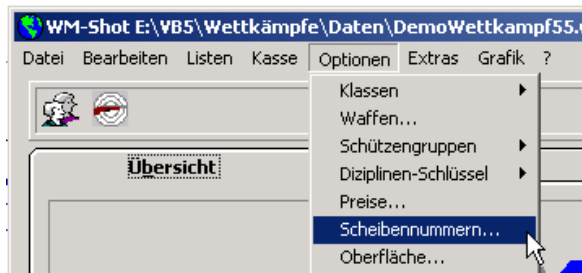 WM-Shot E:\VB5\Wettkämpfe\Daten\DemoWettkampf55.
Datei Bearbeiten Listen Kasse Optionen Extras Grafik ?
Klassen
Waffen...
Schützengruppen
Diziplinen-Schlüssel
Preise...
Scheibennummern...
Oberfläche...
Übersicht